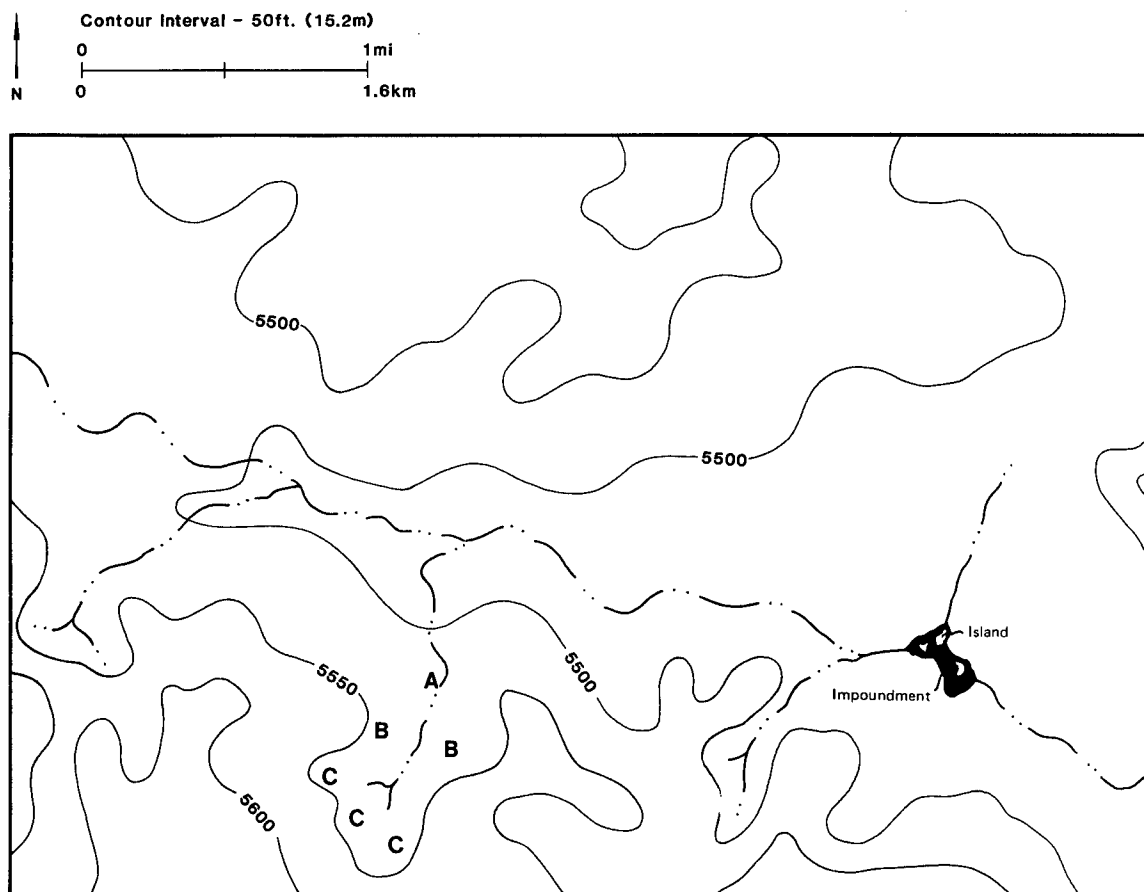 Contour Interval - 50ft. (15.2m)
0 1mi
N 0 1.6km
5500
5500
Island
5550 5500
A
Impoundment
B
B
C
5600
C
C